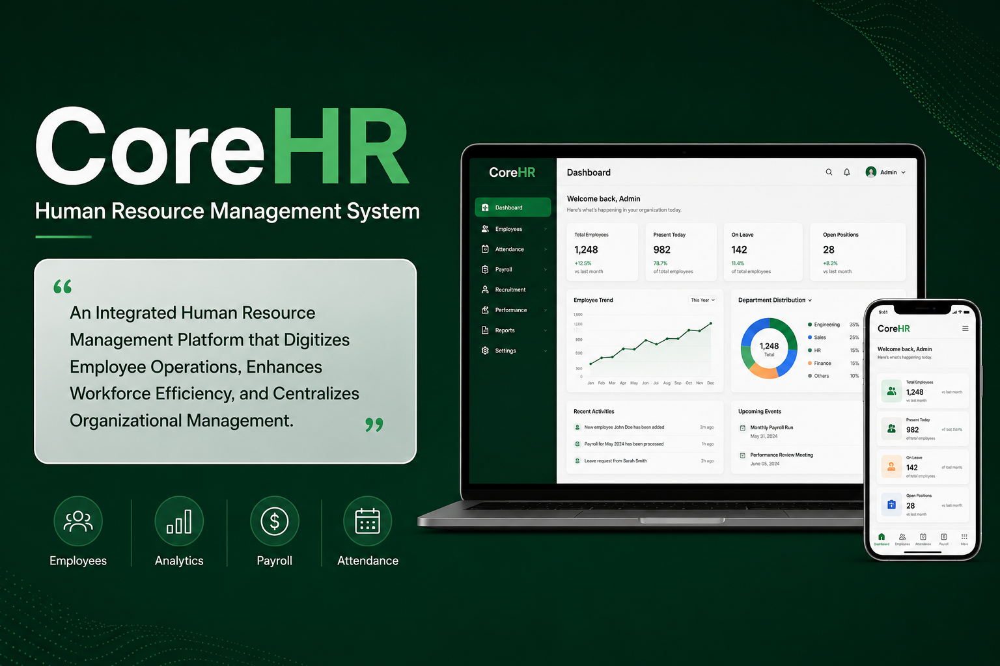 CoreHR
Human Resource Management System
“
An Integrated Human Resource
Management Platform that Digitizes
Employee Operations, Enhances
Workforce Efficiency, and Centralizes
Organizational Management.
”
Employees
Analytics
Payroll
Attendance
CoreHR
Dashboard
Employees
Attendance
Payroll
Recruitment
Performance
Reports
Settings
Dashboard
Admin
Welcome back, Admin
Here's what's happening in your organization today.
Total Employees
1,248
+12.5%
vs last month
Present Today
982
78.7%
of total employees
On Leave
142
11.4%
of total employees
Open Positions
28
+8.3%
vs last month
Employee Trend
This Year
1,500
900
600
300
0
Jan Feb Mar Apr May Jun Jul Aug Sep Oct Nov Dec
Department Distribution
1,248
Total
Engineering 35%
Sales 25%
HR 15%
Finance 15%
Others 10%
Recent Activities
New employee John Doe has been added 2m ago
Payroll for May 2024 has been processed 1h ago
Leave request from Sarah Smith 2h ago
Upcoming Events
Monthly Payroll Run
May 31, 2024
Performance Review Meeting
June 05, 2024
9:41
CoreHR
Welcome back, Admin
Here's what's happening today.
Total Employees
1,248
vs last month
vs last month
Present Today
982
of total employees
On Leave
142
of total employees
Open Positions
28
vs last month
vs last month
Dashboard
Employees
Attendance
Payroll